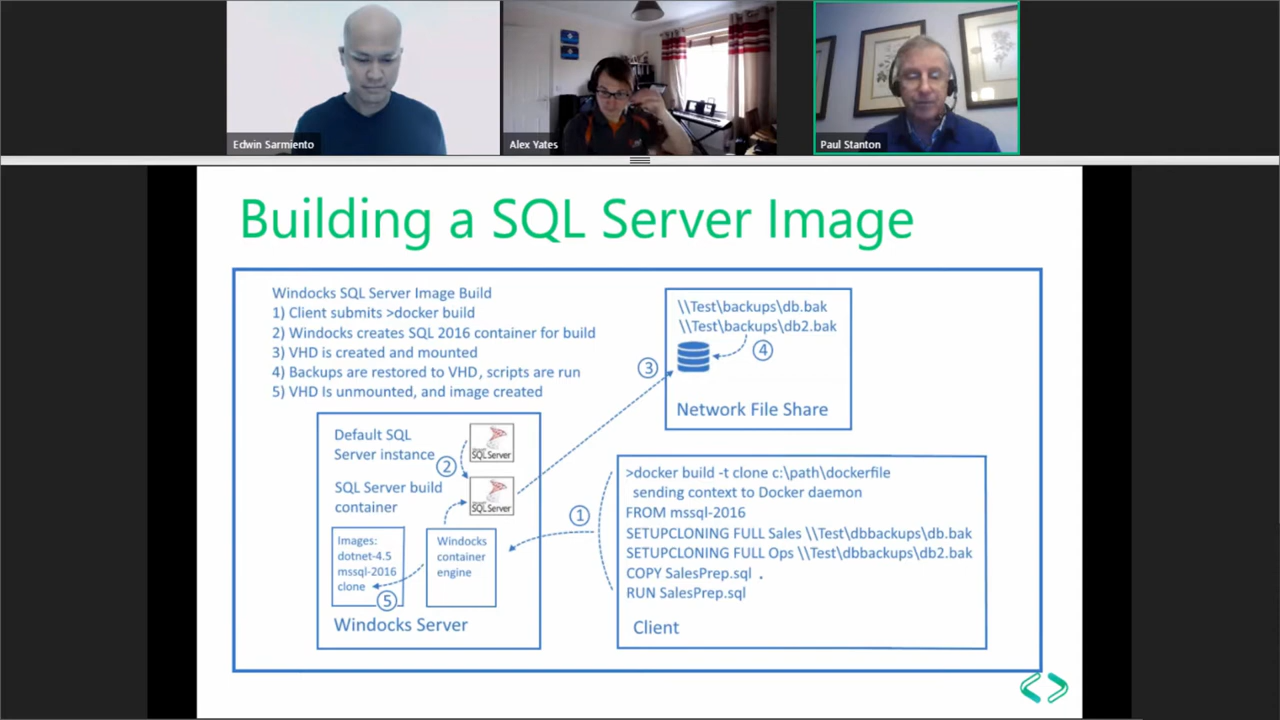 Edwin Sarmiento
Alex Yates
Paul Stanton
Building a SQL Server Image
Windocks SQL Server Image Build
1) Client submits >docker build
2) Windocks creates SQL 2016 container for build
3) VHD is created and mounted
4) Backups are restored to VHD, scripts are run
5) VHD Is unmounted, and image created
\\Test\backups\db.bak
\\Test\backups\db2.bak
4
3
Network File Share
Default SQL
Server instance
2
SQL Server
SQL Server build
container
SQL Server
Images:
dotnet-4.5
mssql-2016
clone
5
Windocks
container
engine
Windocks Server
1
>docker build -t clone c:\path\dockerfile
sending context to Docker daemon
FROM mssql-2016
SETUPCLONING FULL Sales \\Test\dbbackups\db.bak
SETUPCLONING FULL Ops \\Test\dbbackups\db2.bak
COPY SalesPrep.sql .
RUN SalesPrep.sql
Client